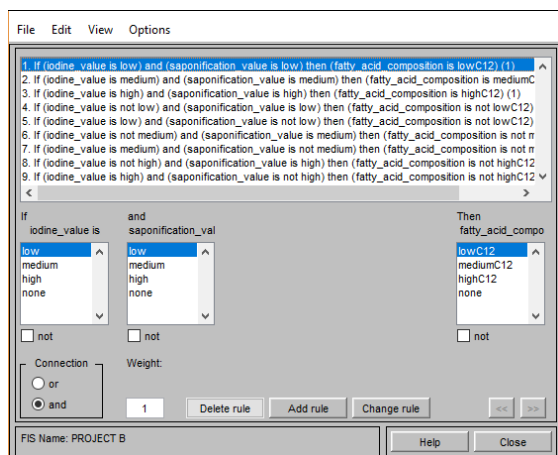 File Edit View Options
1. If (iodine_value is low) and (saponification_value is low) then (fatty_acid_composition is lowC12) (1)
2. If (iodine_value is medium) and (saponification_value is medium) then (fatty_acid_composition is mediumC
3. If (iodine_value is high) and (saponification_value is high) then (fatty_acid_composition is highC12) (1)
4. If (iodine_value is not low) and (saponification_value is low) then (fatty_acid_composition is not lowC12)
5. If (iodine_value is low) and (saponification_value is not low) then (fatty_acid_composition is not lowC12)
6. If (iodine_value is not medium) and (saponification_value is medium) then (fatty_acid_composition is not m
7. If (iodine_value is medium) and (saponification_value is not medium) then (fatty_acid_composition is not m
8. If (iodine_value is not high) and (saponification_value is high) then (fatty_acid_composition is not highC12
9. If (iodine_value is high) and (saponification_value is not high) then (fatty_acid_composition is not highC12
If and Then
iodine_value is saponification_val fatty_acid_compo
low low lowC12
medium medium mediumC12
high high highC12
none none none
not not not
Connection Weight:
or
and 1 Delete rule Add rule Change rule << >>
FIS Name: PROJECT B Help Close